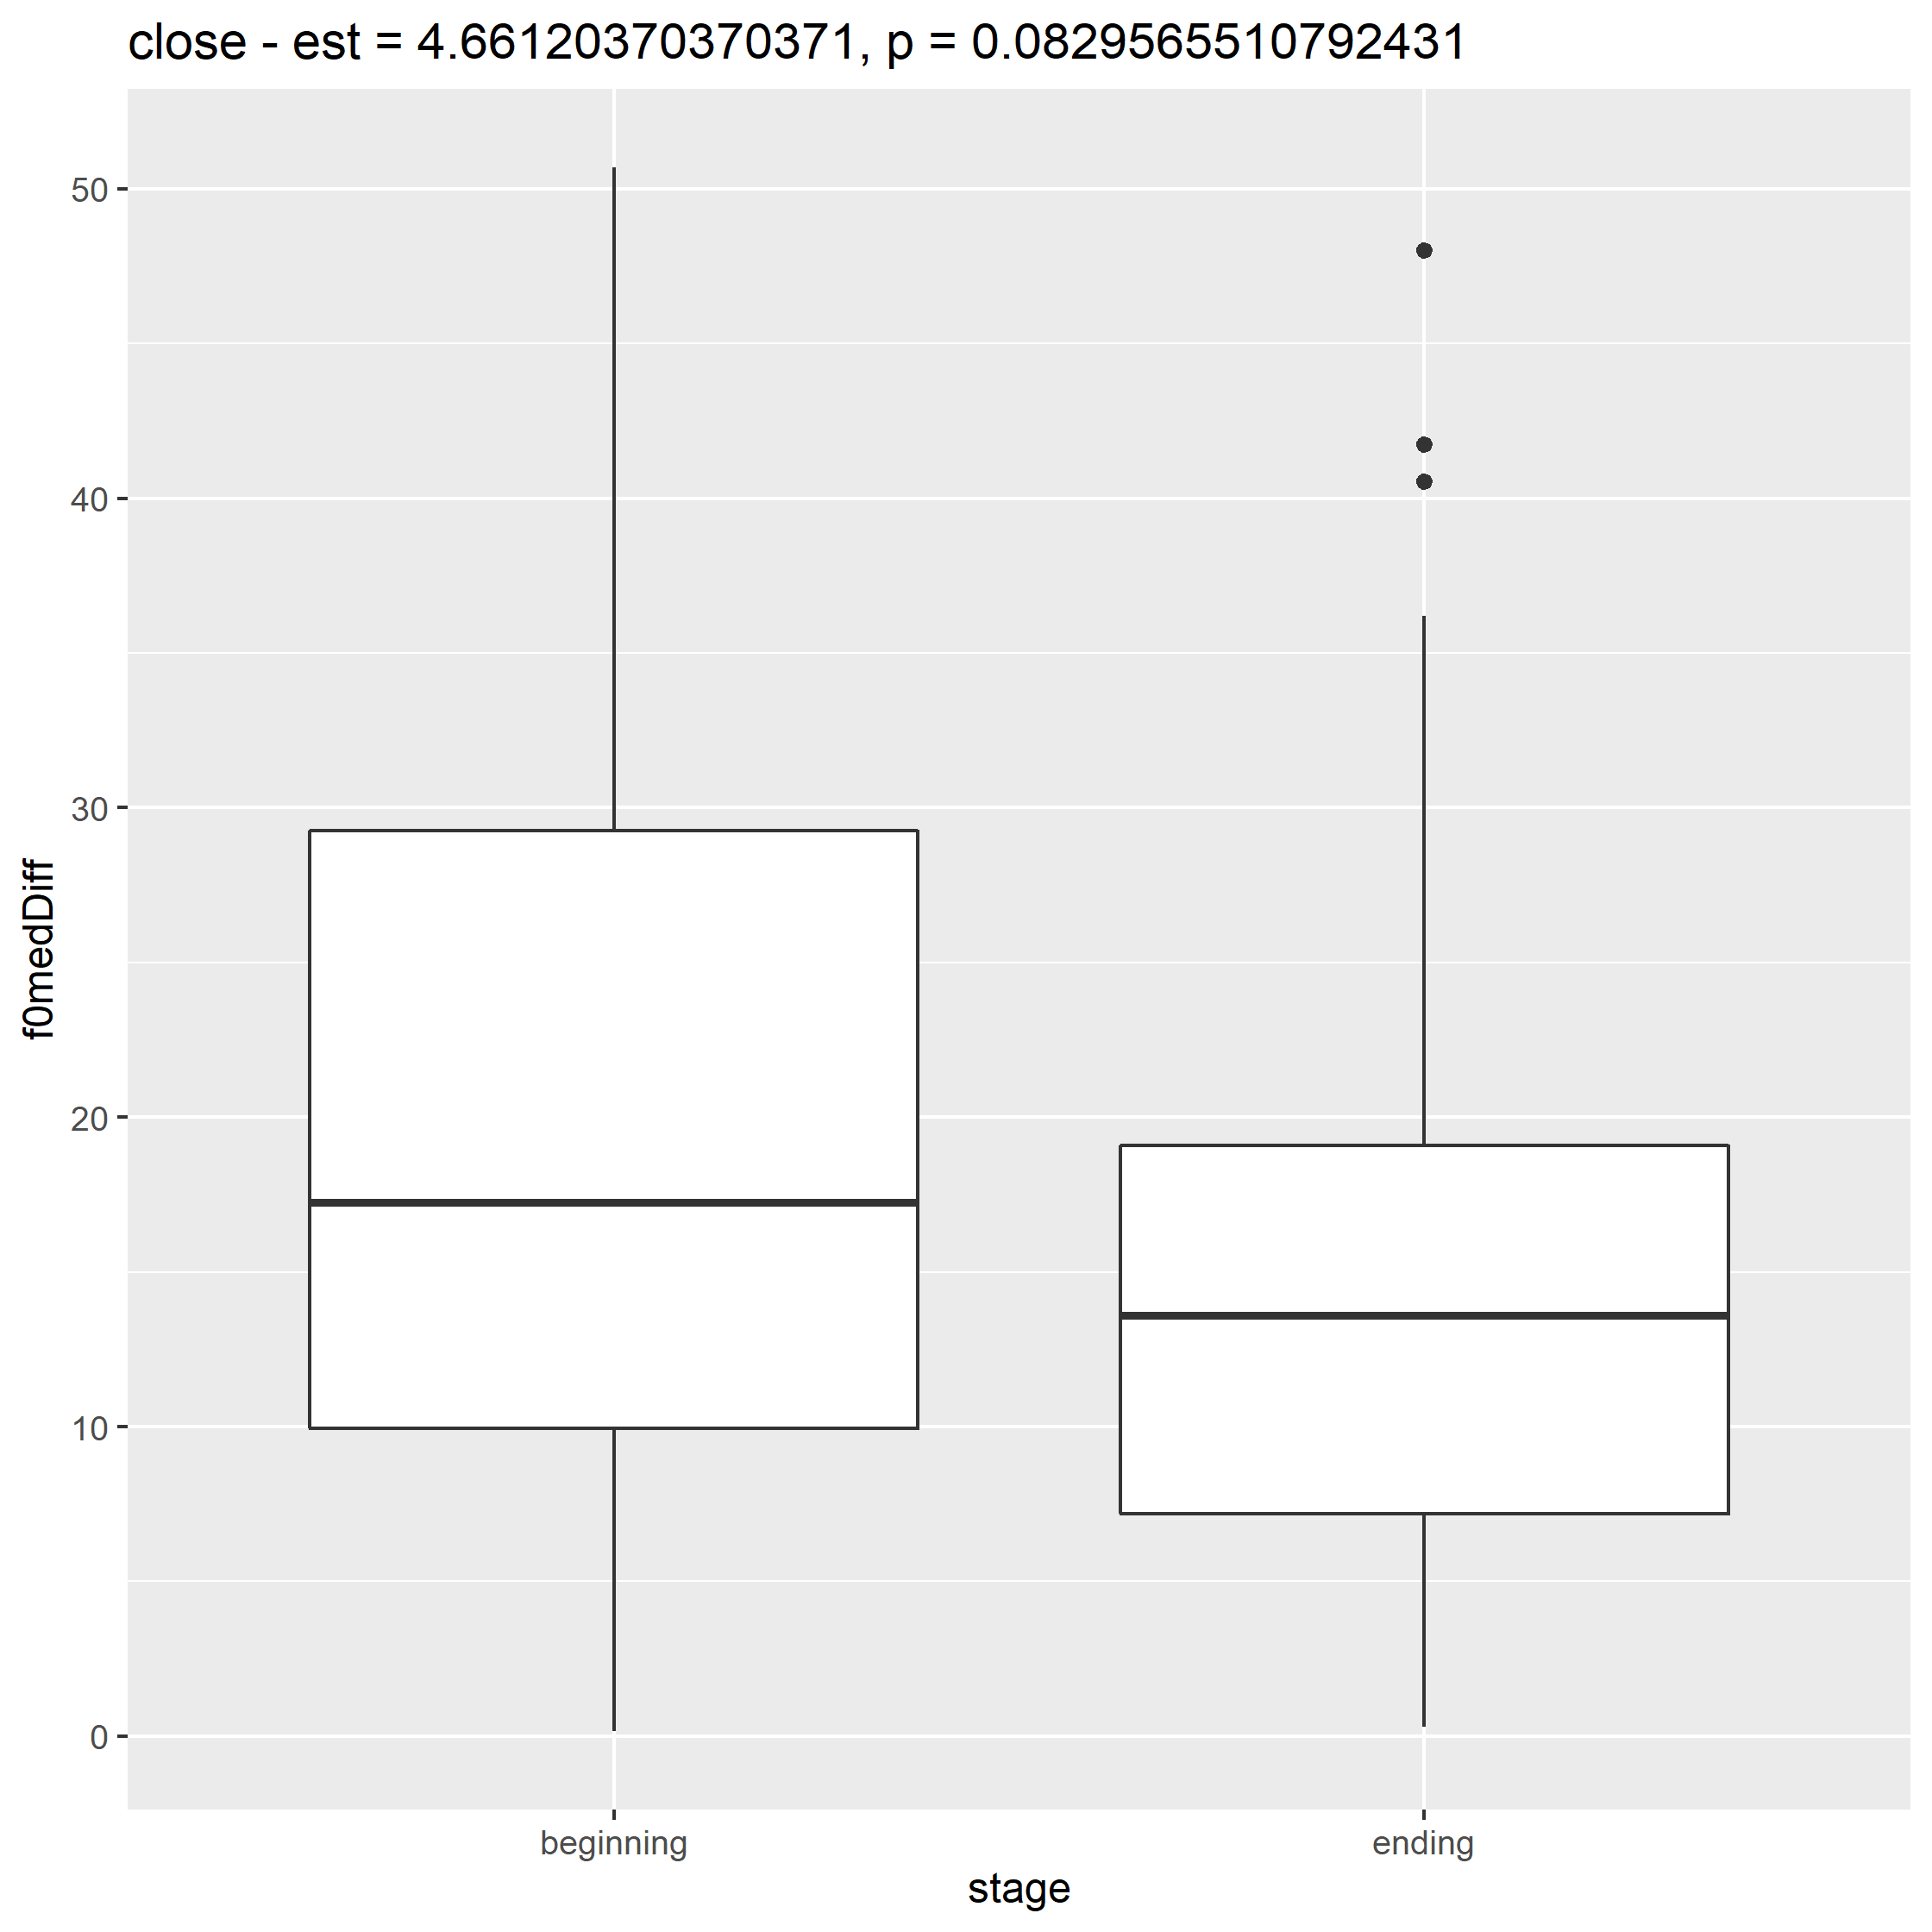 close - est = 4.66120370370371, p = 0.0829565510792431
50
40
30
20
10
0
f0medDiff
beginning
ending
stage